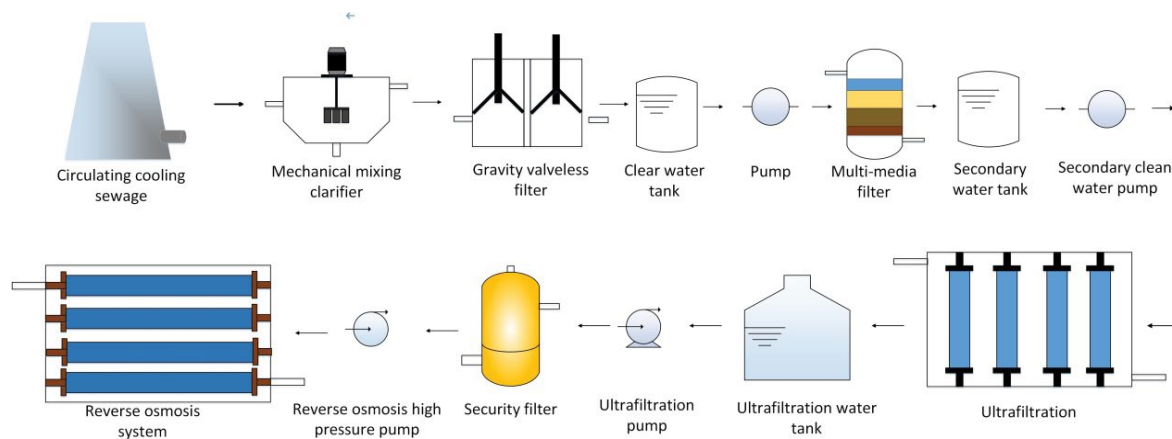 Circulating cooling
sewage
Mechanical mixing
clarifier
Gravity valveless
filter
Clear water
tank
Pump
Multi-media
filter
Secondary
water tank
Secondary clean
water pump
Reverse osmosis
system
Reverse osmosis high
pressure pump
Security filter
Ultrafiltration
pump
Ultrafiltration water
tank
Ultrafiltration